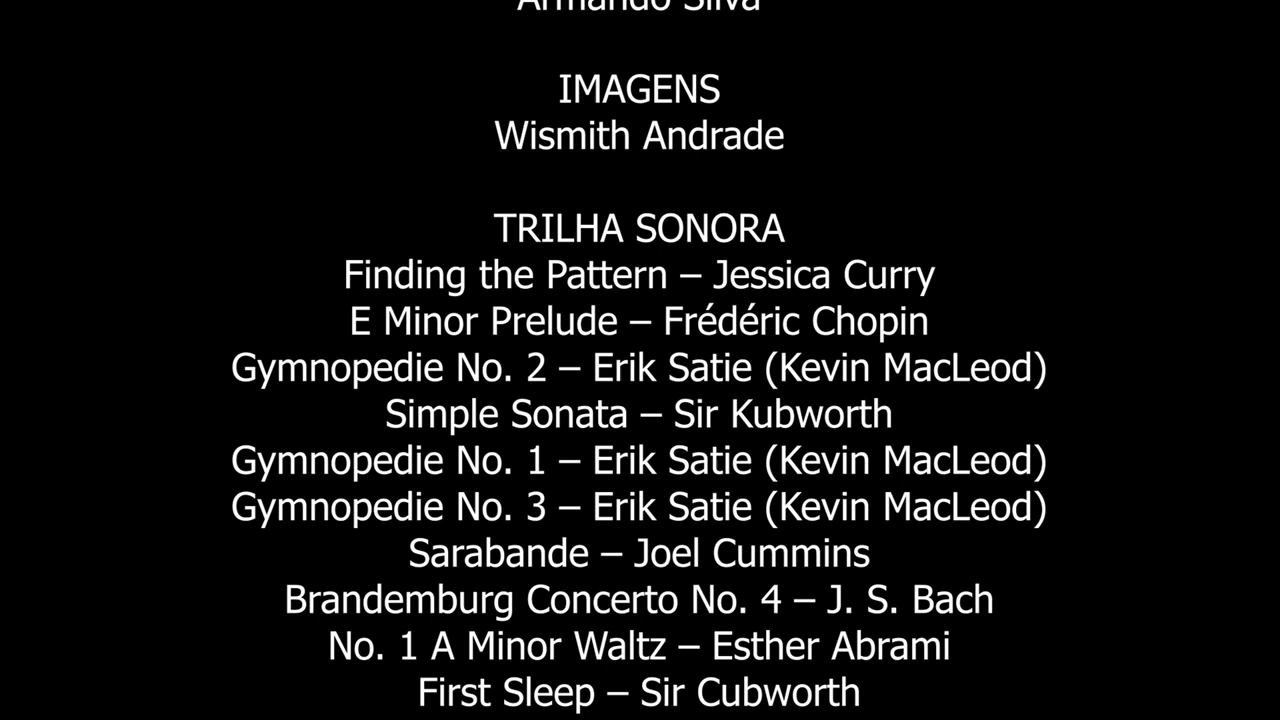 Armando Silva
IMAGENS
Wismith Andrade
TRILHA SONORA
Finding the Pattern – Jessica Curry
E Minor Prelude – Frédéric Chopin
Gymnopedie No. 2 – Erik Satie (Kevin MacLeod)
Simple Sonata – Sir Kubworth
Gymnopedie No. 1 – Erik Satie (Kevin MacLeod)
Gymnopedie No. 3 – Erik Satie (Kevin MacLeod)
Sarabande – Joel Cummins
Brandemburg Concerto No. 4 – J. S. Bach
No. 1 A Minor Waltz – Esther Abrami
First Sleep – Sir Cubworth